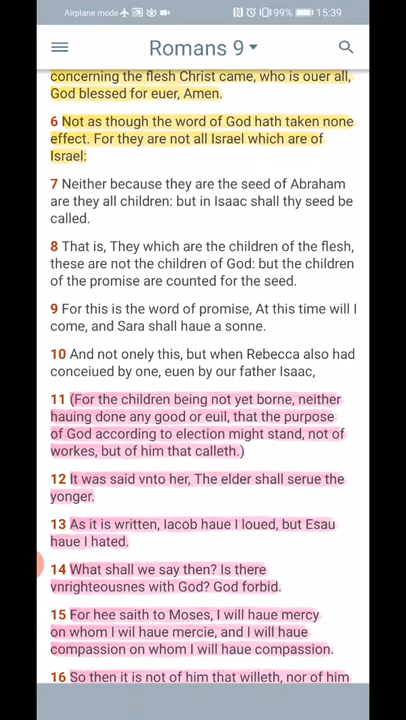 Airplane mode 99% 15:39
Romans 9
concerning the flesh Christ came, who is ouer all,
God blessed for euer, Amen.
6 Not as though the word of God hath taken none
effect. For they are not all Israel which are of
Israel:
7 Neither because they are the seed of Abraham
are they all children: but in Isaac shall thy seed be
called.
8 That is, They which are the children of the flesh,
these are not the children of God: but the children
of the promise are counted for the seed.
9 For this is the word of promise, At this time will I
come, and Sara shall haue a sonne.
10 And not onely this, but when Rebecca also had
conceiued by one, euen by our father Isaac,
11 (For the children being not yet borne, neither
hauing done any good or euil, that the purpose
of God according to election might stand, not of
workes, but of him that calleth.)
12 It was said vnto her, The elder shall serue the
yonger.
13 As it is written, Iacob haue I loued, but Esau
haue I hated.
14 What shall we say then? Is there
vnrighteousnes with God? God forbid.
15 For hee saith to Moses, I will haue mercy
on whom I wil haue mercie, and I will haue
compassion on whom I will haue compassion.
16 So then it is not of him that willeth, nor of him